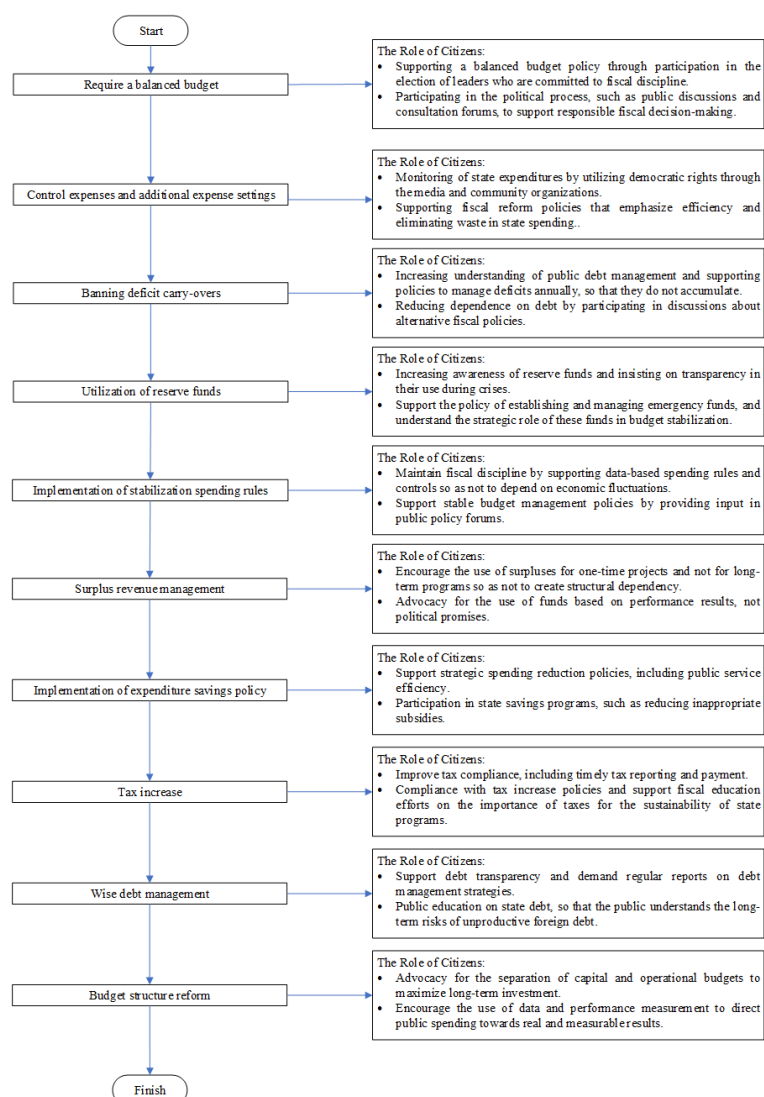 Start
Require a balanced budget
The Role of Citizens:
• Supporting a balanced budget policy through participation in the
election of leaders who are committed to fiscal discipline.
• Participating in the political process, such as public discussions and
consultation forums, to support responsible fiscal decision-making.
Control expenses and additional expense settings
The Role of Citizens:
• Monitoring of state expenditures by utilizing democratic rights through
the media and community organizations.
• Supporting fiscal reform policies that emphasize efficiency and
eliminating waste in state spending..
Banning deficit carry-overs
The Role of Citizens:
• Increasing understanding of public debt management and supporting
policies to manage deficits annually, so that they do not accumulate.
• Reducing dependence on debt by participating in discussions about
alternative fiscal policies.
Utilization of reserve funds
The Role of Citizens:
• Increasing awareness of reserve funds and insisting on transparency in
their use during crises.
• Support the policy of establishing and managing emergency funds, and
understand the strategic role of these funds in budget stabilization.
Implementation of stabilization spending rules
The Role of Citizens:
• Maintain fiscal discipline by supporting data-based spending rules and
controls so as not to depend on economic fluctuations.
• Support stable budget management policies by providing input in
public policy forums.
Surplus revenue management
The Role of Citizens:
• Encourage the use of surpluses for one-time projects and not for long-
term programs so as not to create structural dependency.
• Advocacy for the use of funds based on performance results, not
political promises.
Implementation of expenditure savings policy
The Role of Citizens:
• Support strategic spending reduction policies, including public service
efficiency.
• Participation in state savings programs, such as reducing inappropriate
subsidies.
Tax increase
The Role of Citizens:
• Improve tax compliance, including timely tax reporting and payment.
• Compliance with tax increase policies and support fiscal education
efforts on the importance of taxes for the sustainability of state
programs.
Wise debt management
The Role of Citizens:
• Support debt transparency and demand regular reports on debt
management strategies.
• Public education on state debt, so that the public understands the long-
term risks of unproductive foreign debt.
Budget structure reform
The Role of Citizens:
• Advocacy for the separation of capital and operational budgets to
maximize long-term investment.
• Encourage the use of data and performance measurement to direct
public spending towards real and measurable results.
Finish